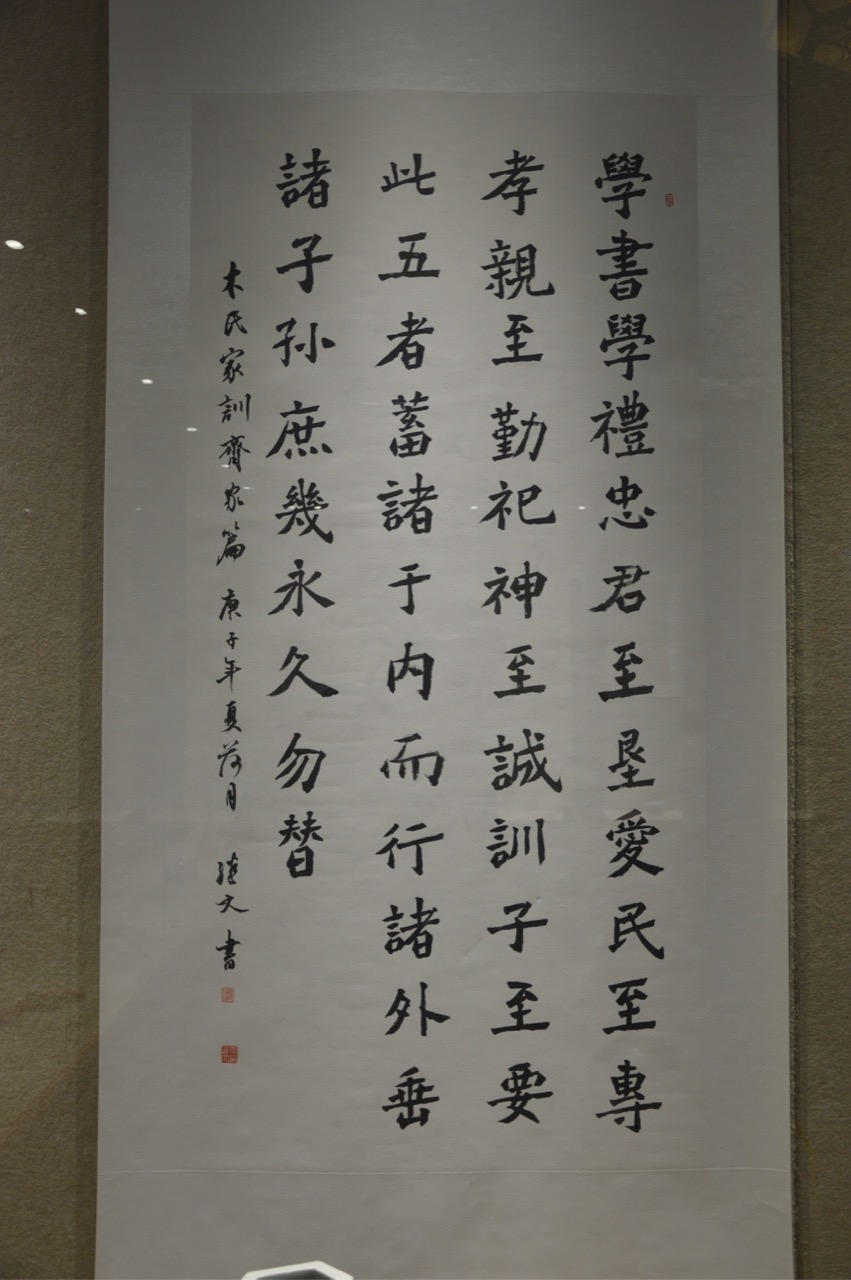 學書學禮忠君至垦愛民至專
孝親至勤祀神至誠訓子至要
此五者蓄諸于内而行諸外垂
諸子孙庶幾永久勿替
木氏家訓齊家篇 庚子年夏荷月 文書